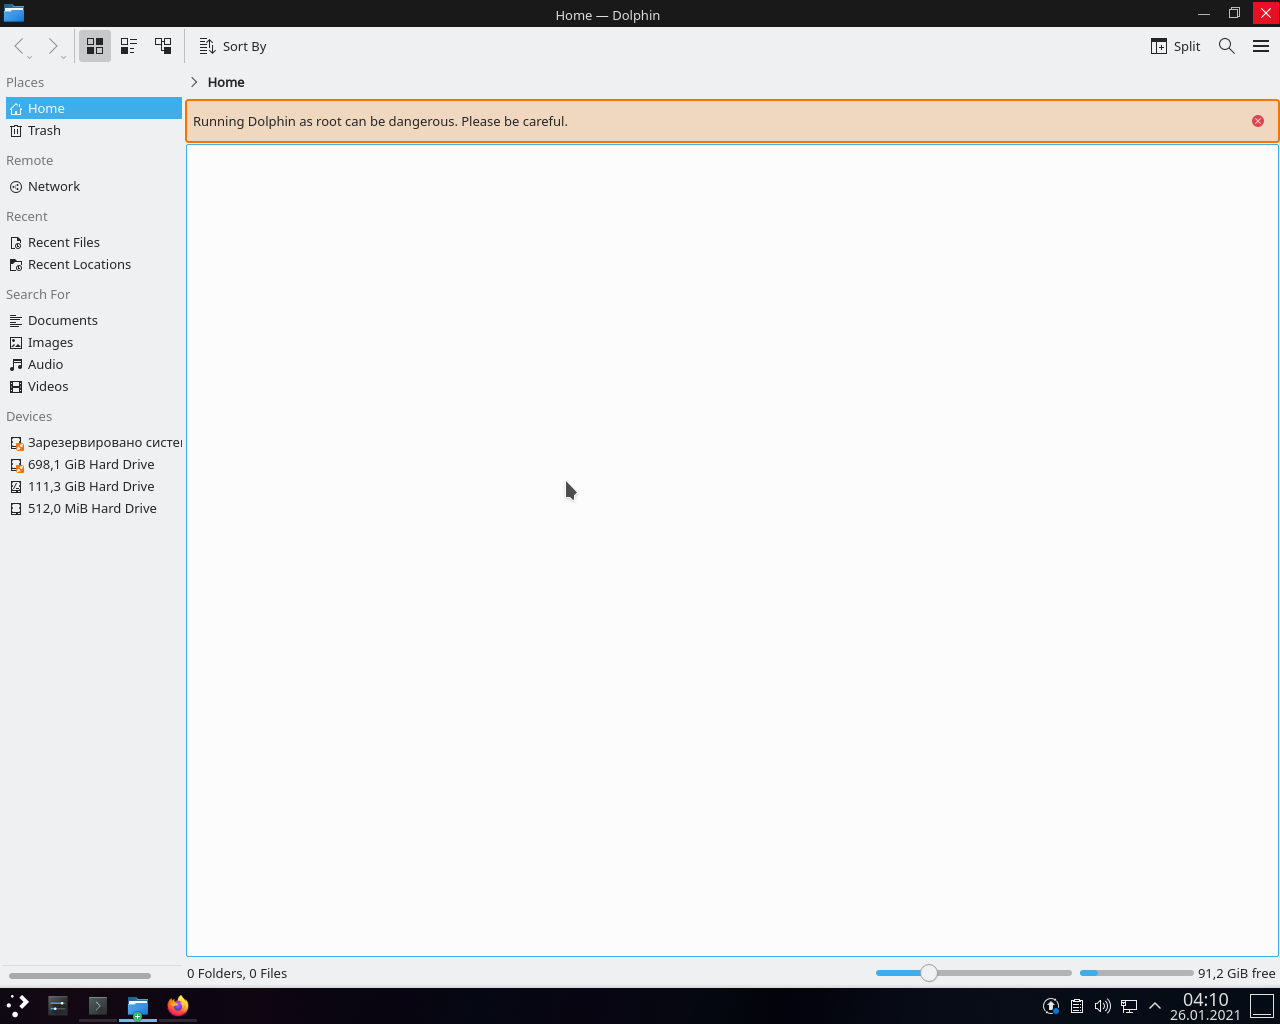 Home — Dolphin
Sort By
Split
Places
Home
Trash
Remote
Network
Recent
Recent Files
Recent Locations
Search For
Documents
Images
Audio
Videos
Devices
Зарезервировано
698,1 GiB Hard Drive
111,3 GiB Hard Drive
512,0 MiB Hard Drive
Home
Running Dolphin as root can be dangerous. Please be careful.
0 Folders, 0 Files
91,2 GiB free
04:10
26.01.2021